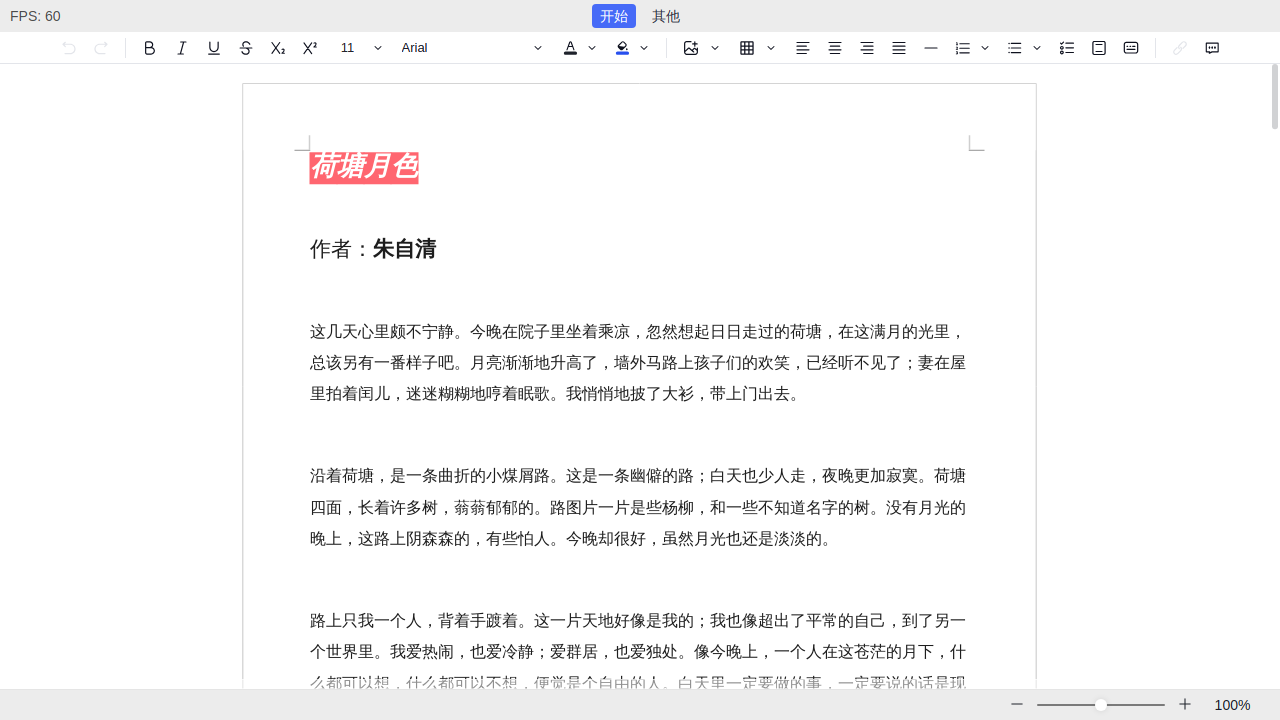 FPS: 60
开始
其他
11
Arial
荷塘月色
作者：朱自清
这几天心里颇不宁静。今晚在院子里坐着乘凉，忽然想起日日走过的荷塘，在这满月的光里，
总该另有一番样子吧。月亮渐渐地升高了，墙外马路上孩子们的欢笑，已经听不见了；妻在屋
里拍着闰儿，迷迷糊糊地哼着眠歌。我悄悄地披了大衫，带上门出去。
沿着荷塘，是一条曲折的小煤屑路。这是一条幽僻的路；白天也少人走，夜晚更加寂寞。荷塘
四面，长着许多树，蓊蓊郁郁的。路图片一片是些杨柳，和一些不知道名字的树。没有月光的
晚上，这路上阴森森的，有些怕人。今晚却很好，虽然月光也还是淡淡的。
路上只我一个人，背着手踱着。这一片天地好像是我的；我也像超出了平常的自己，到了另一
个世界里。我爱热闹，也爱冷静；爱群居，也爱独处。像今晚上，一个人在这苍茫的月下，什
么都可以想，什么都可以不想，便觉是个自由的人。白天里一定要做的事，一定要说的话是现
100%